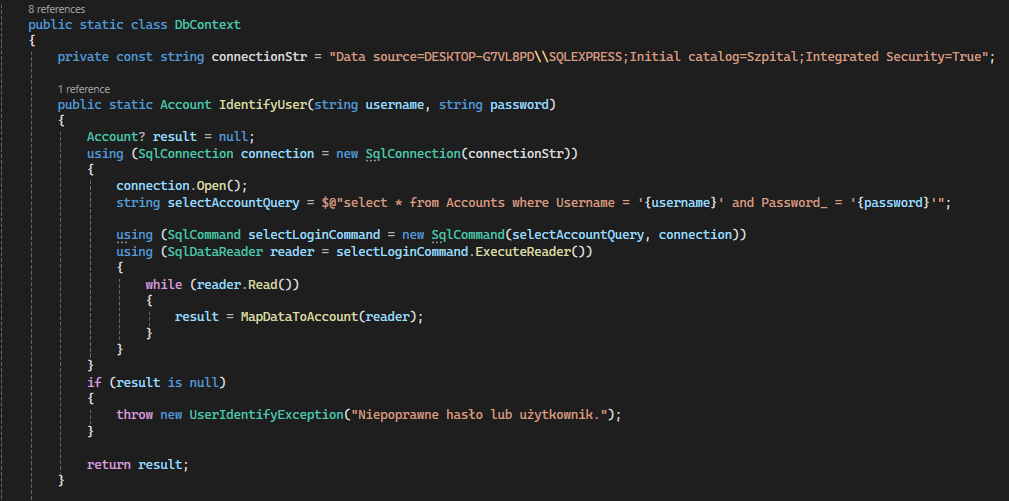 8 references
public static class DbContext
{
private const string connectionStr = "Data source=DESKTOP-G7VL8PD\\SQLEXPRESS;Initial catalog=Szpital;Integrated Security=True";
1 reference
public static Account IdentifyUser(string username, string password)
{
Account? result = null;
using (SqlConnection connection = new SqlConnection(connectionStr))
{
connection.Open();
string selectAccountQuery = $@"select * from Accounts where Username = '{username}' and Password_ = '{password}'";
using (SqlCommand selectLoginCommand = new SqlCommand(selectAccountQuery, connection))
using (SqlDataReader reader = selectLoginCommand.ExecuteReader())
{
while (reader.Read())
{
result = MapDataToAccount(reader);
}
}
}
if (result is null)
{
throw new UserIdentifyException("Niepoprawne hasło lub użytkownik.");
}
return result;
}